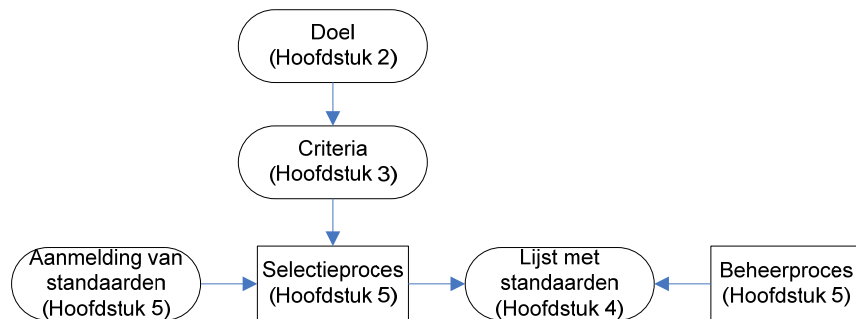 Doel
(Hoofdstuk 2)
Criteria
(Hoofdstuk 3)
Aanmelding van
standaarden
(Hoofdstuk 5)
Selectieproces
(Hoofdstuk 5)
Lijst met
standaarden
(Hoofdstuk 4)
Beheerproces
(Hoofdstuk 5)